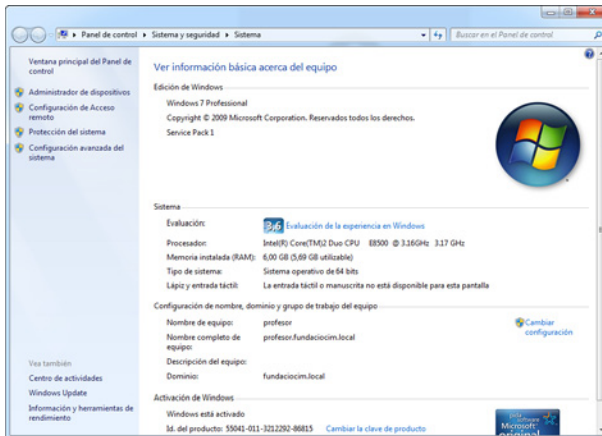 Panel de control ▸ Sistema y seguridad ▸ Sistema
Buscar en el Panel de control
Ventana principal del Panel de
control
Administrador de dispositivos
Configuración de Acceso
remoto
Protección del sistema
Configuración avanzada del
sistema
Vea también
Centro de actividades
Windows Update
Información y herramientas de
rendimiento
Ver información básica acerca del equipo
Edición de Windows
Windows 7 Professional
Copyright © 2009 Microsoft Corporation. Reservados todos los derechos.
Service Pack 1
Sistema
Evaluación: 3,6 Evaluación de la experiencia en Windows
Procesador: Intel(R) Core(TM)2 Duo CPU E8500 @ 3.16GHz 3.17 GHz
Memoria instalada (RAM): 6,00 GB (5,69 GB utilizable)
Tipo de sistema: Sistema operativo de 64 bits
Lápiz y entrada táctil: La entrada táctil o manuscrita no está disponible para esta pantalla
Configuración de nombre, dominio y grupo de trabajo del equipo
Nombre de equipo: profesor
Cambiar
configuración
Nombre completo de
equipo: profesor.fundaciocim.local
Descripción del equipo:
Dominio: fundaciocim.local
Activación de Windows
Windows está activado
Id. del producto: 55041-011-3212292-86815 Cambiar la clave de producto
pida
software
Microsoft
original